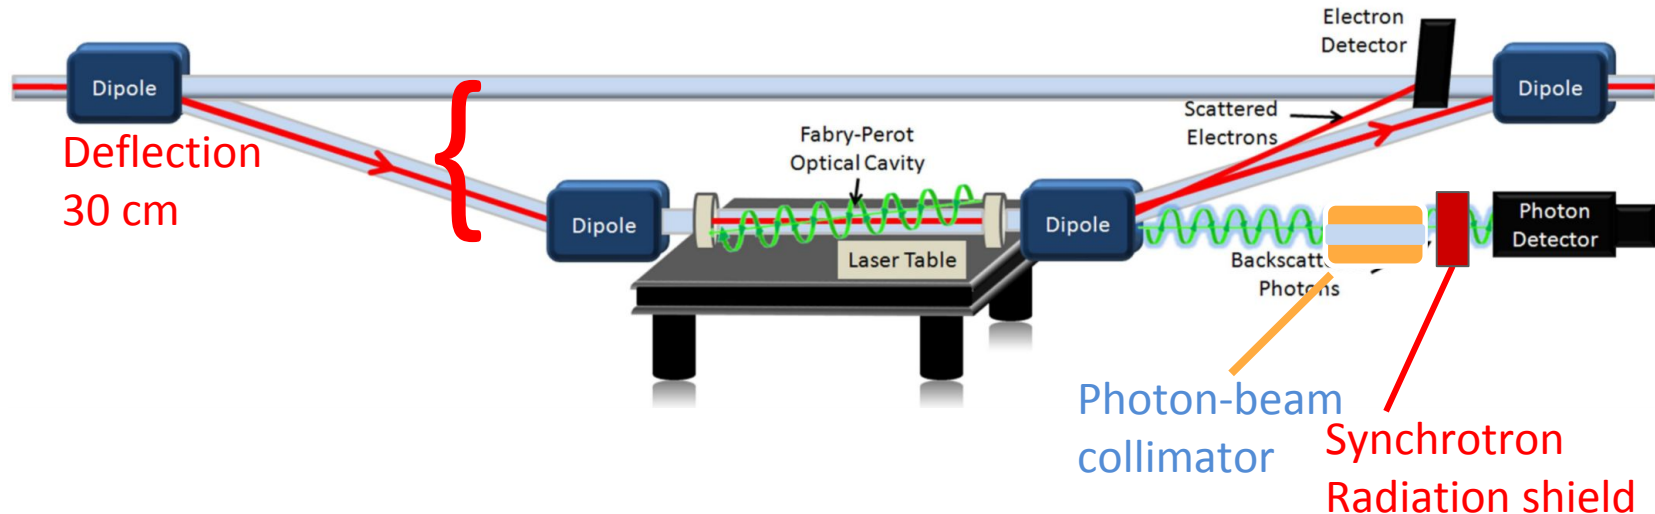 Electron
Detector
Dipole
Dipole
Deflection
30 cm
{
Scattered
Electrons
Fabry-Perot
Optical Cavity
Dipole
Dipole
Laser Table
Photon
Detector
Photons
Photon-beam
collimator
Synchrotron
Radiation shield